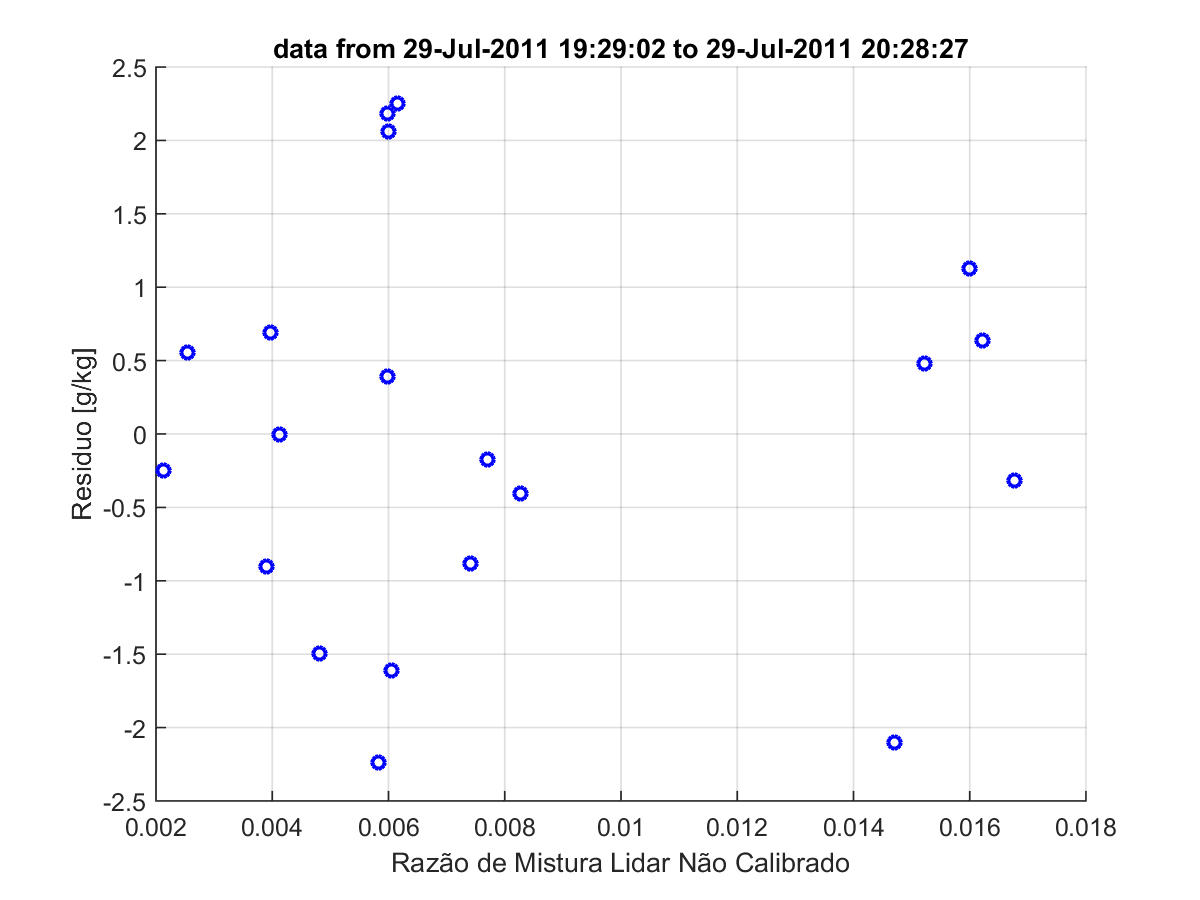 data from 29-Jul-2011 19:29:02 to 29-Jul-2011 20:28:27
2.5
2
1.5
1
0.5
0
-0.5
-1
-1.5
-2
-2.5
Residuo [g/kg]
0.002 0.004 0.006 0.008 0.01 0.012 0.014 0.016 0.018
Razão de Mistura Lidar Não Calibrado